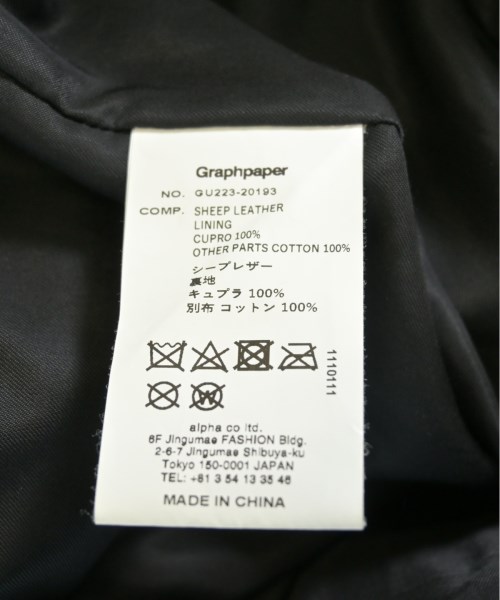 Graphpaper
NO. GU223-20193
COMP. SHEEP LEATHER
LINING
CUPRO 100%
OTHER PARTS COTTON 100%
シープレザー
裏地
キュプラ 100%
別布 コットン 100%
W
1110111
alpha co ltd.
6F Jingumae FASHION Bldg.
2-6-7 Jingumae Shibuya-ku
Tokyo 150-0001 JAPAN
TEL: +81 3 54 13 35 46
MADE IN CHINA